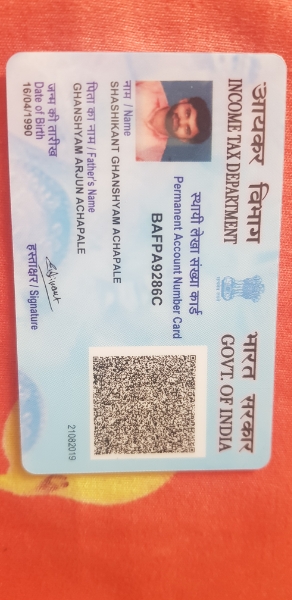 आयकर विभाग
INCOME TAX DEPARTMENT
भारत सरकार
GOVT. OF INDIA
स्थायी लेखा संख्या कार्ड
Permanent Account Number Card
BAFPA9286C
नाम / Name
SHASHIKANT GHANSHYAM ACHAPALE
पिता का नाम / Father's Name
GHANSHYAM ARJUN ACHAPALE
जन्म की तारीख
Date of Birth
16/04/1990
हस्ताक्षर / Signature
21082019